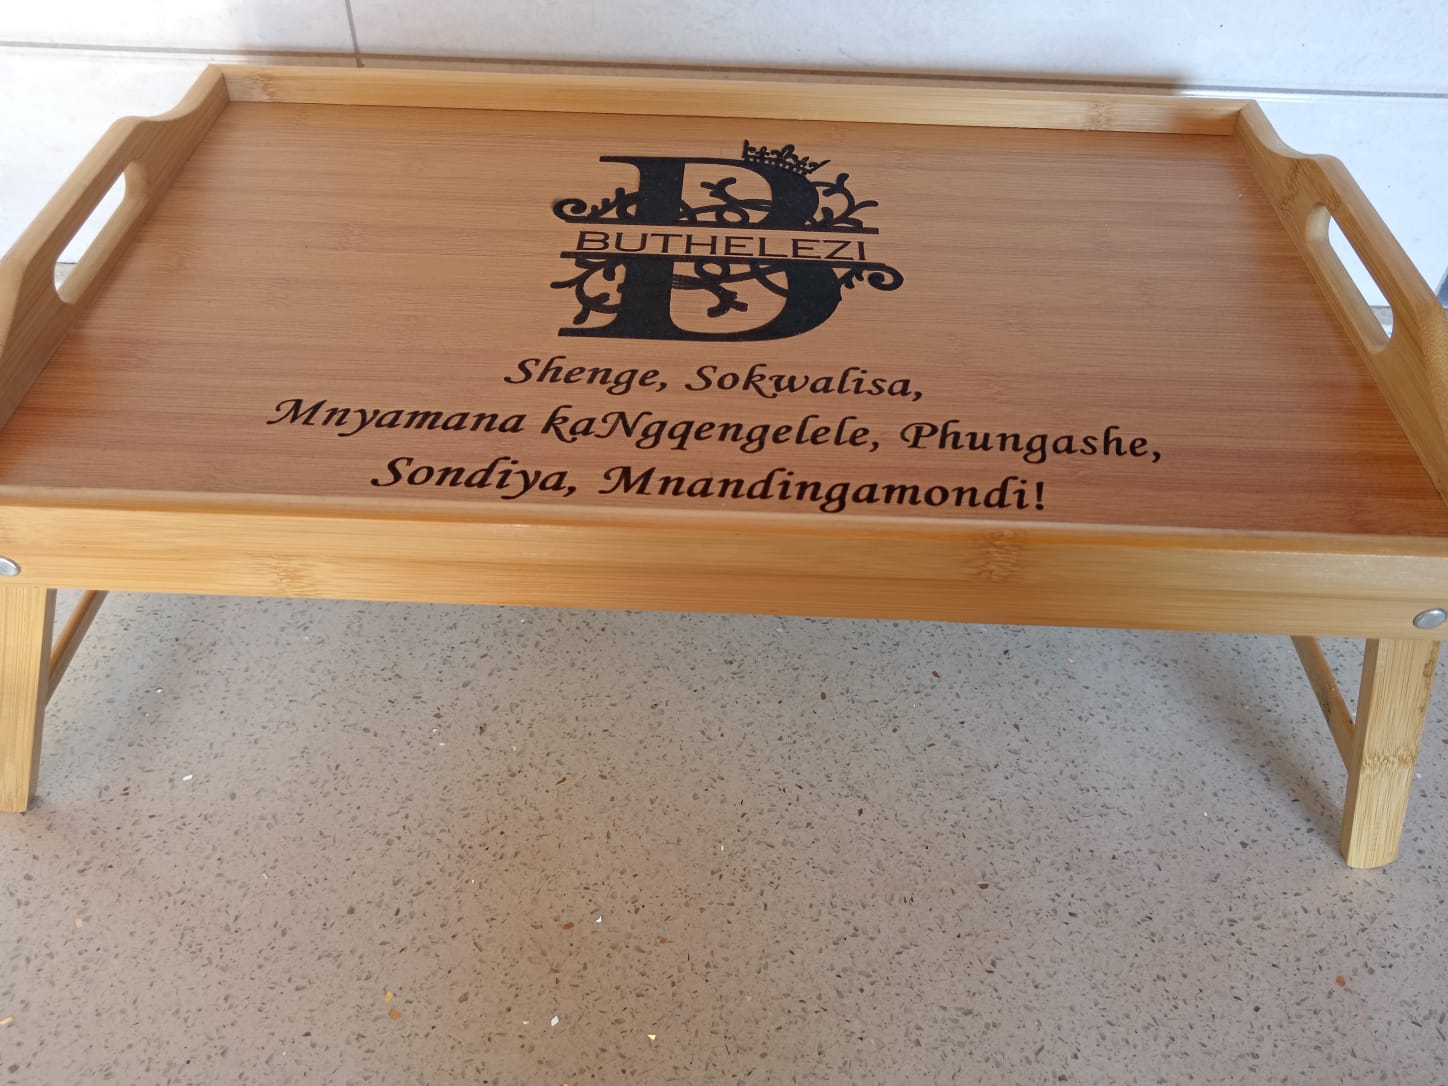 B
BUTHELEZI
Shenge, Sokwalisa,
Mnyamana kaNgqengelele, Phungashe,
Sondiya, Mnandingamondi!